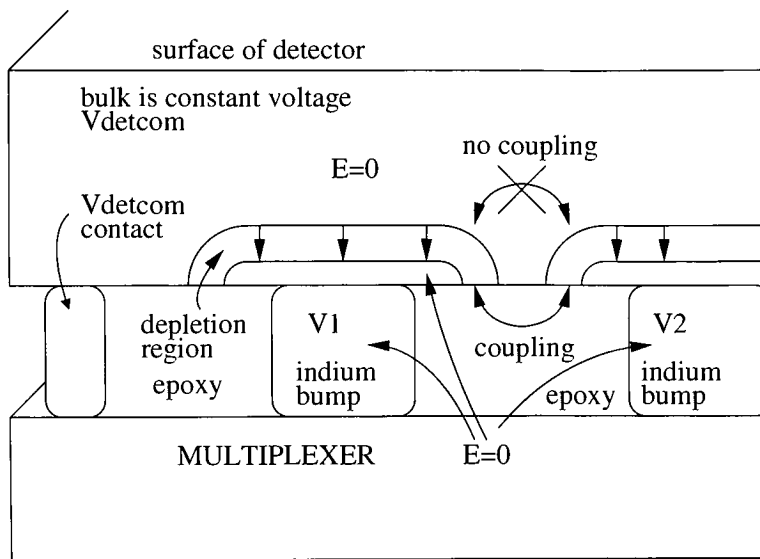 surface of detector
bulk is constant voltage
Vdetcom
no coupling
E=0
Vdetcom
contact
depletion
region
epoxy
V1
indium
bump
coupling
epoxy
V2
indium
bump
MULTIPLEXER
E=0